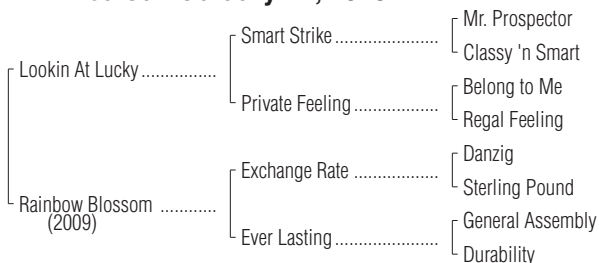 Smart Strike ....................
Mr. Prospector
Classy 'n Smart
Lookin At Lucky ................
Private Feeling ...................
Belong to Me
Regal Feeling
Exchange Rate ...................
Danzig
Sterling Pound
Rainbow Blossom ............
(2009)
Ever Lasting .......................
General Assembly
Durability